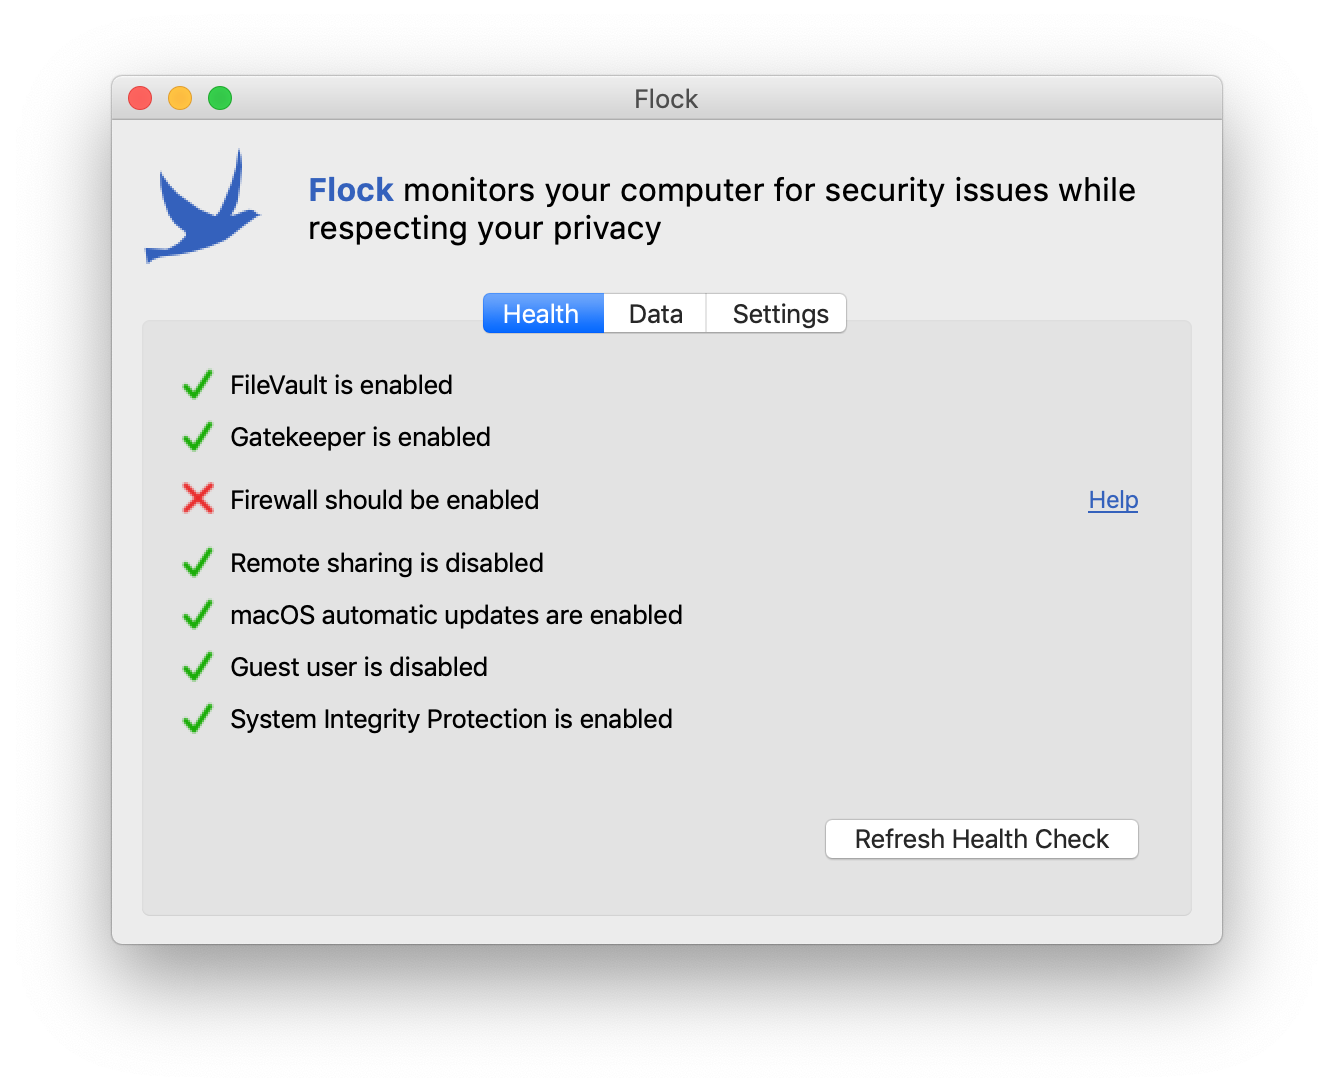 Flock
Flock monitors your computer for security issues while
respecting your privacy
Health Data Settings
FileVault is enabled
Gatekeeper is enabled
Firewall should be enabled Help
Remote sharing is disabled
macOS automatic updates are enabled
Guest user is disabled
System Integrity Protection is enabled
Refresh Health Check